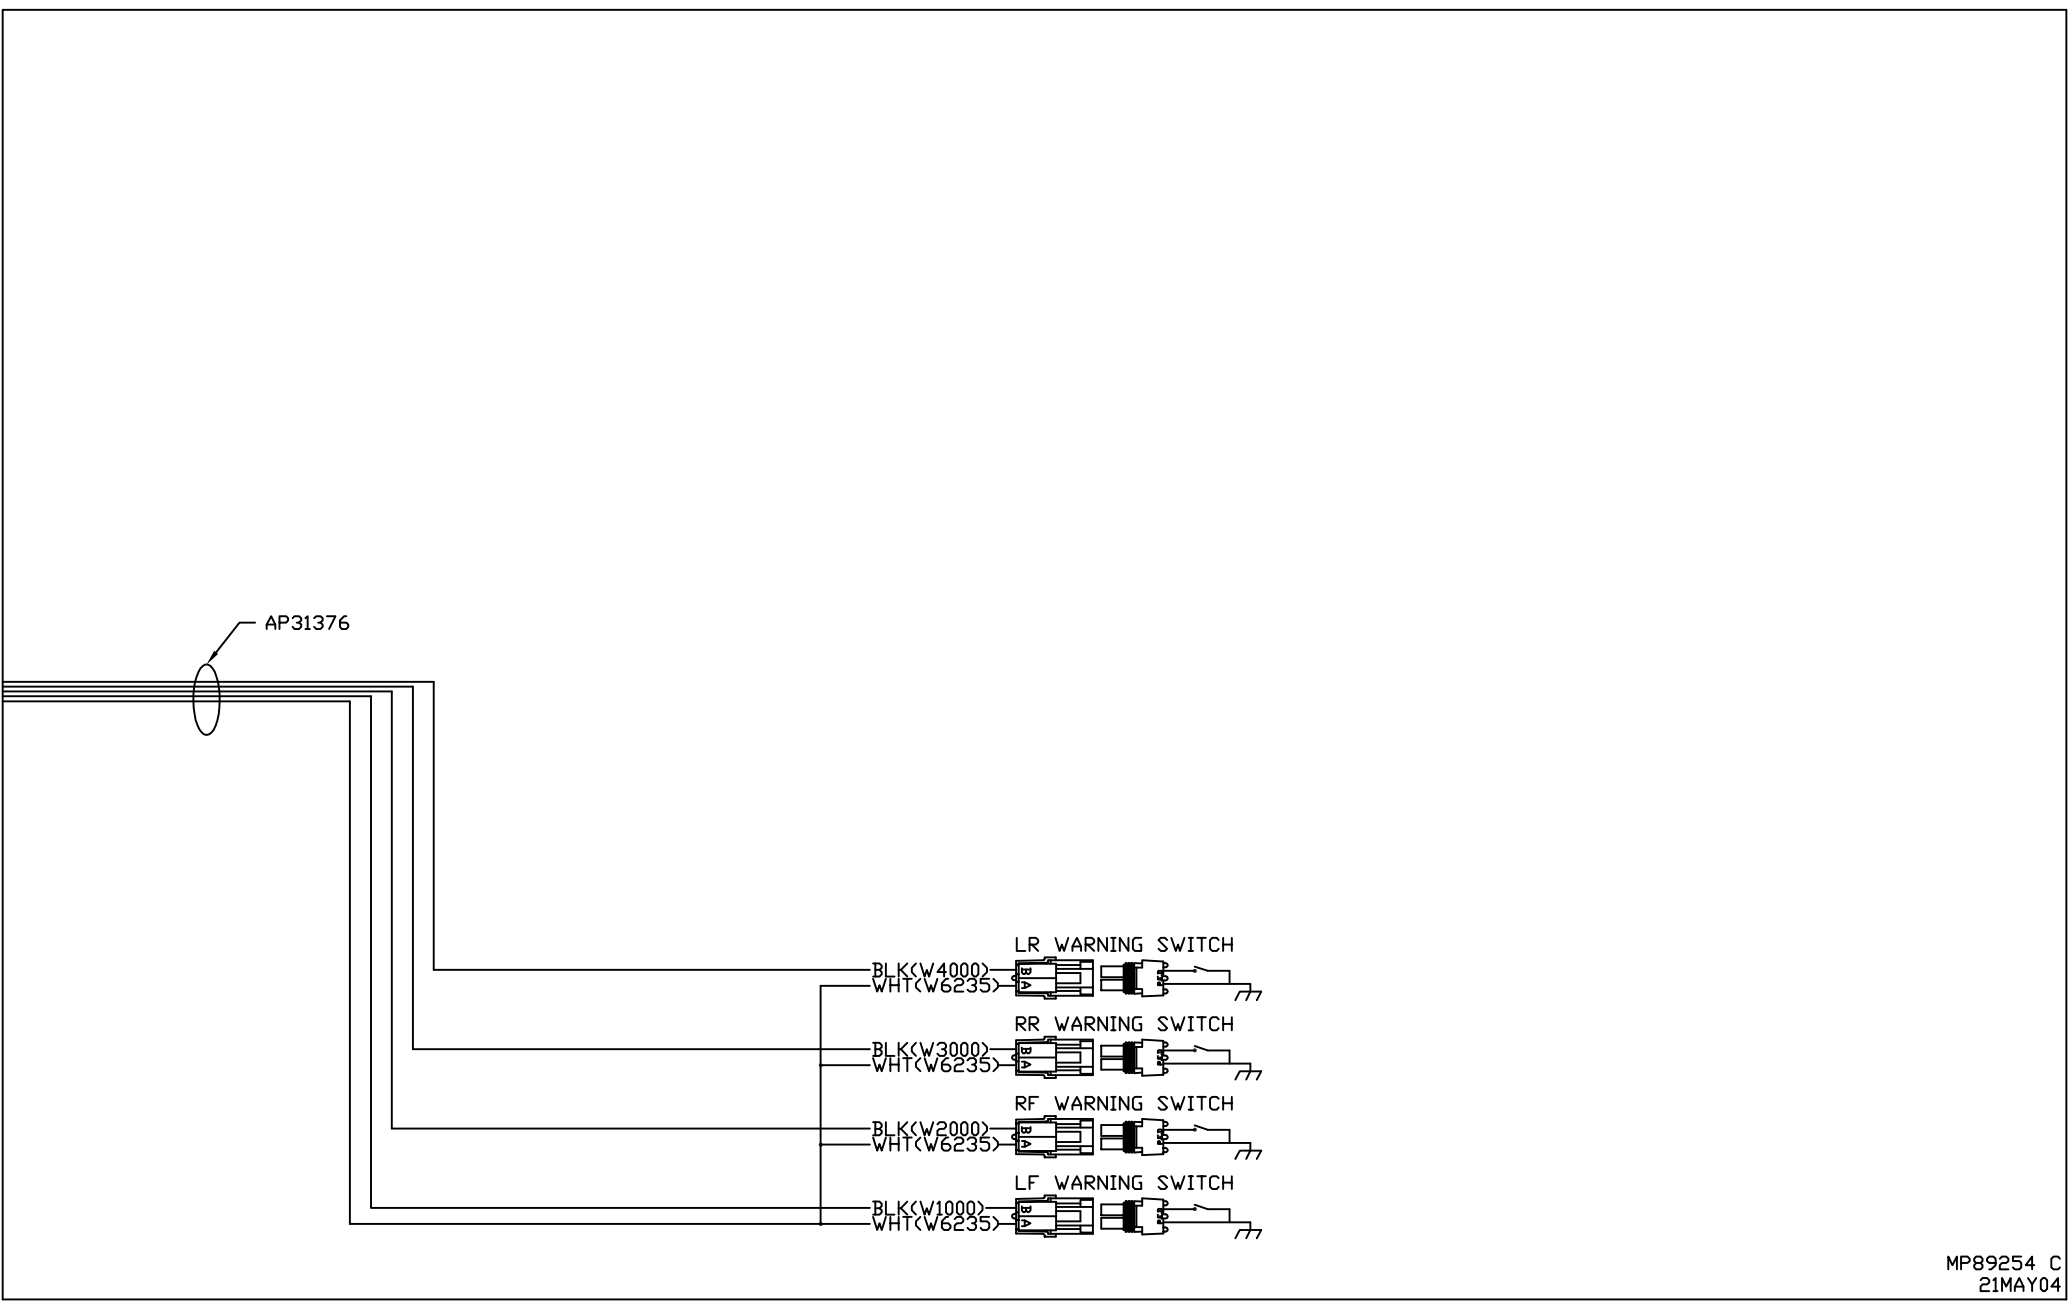 AP31376
LR WARNING SWITCH
BLK(W4000)
WHT(W6235)
B
A
RR WARNING SWITCH
BLK(W3000)
WHT(W6235)
B
A
RF WARNING SWITCH
BLK(W2000)
WHT(W6235)
B
A
LF WARNING SWITCH
BLK(W1000)
WHT(W6235)
B
A
MP89254 C
21MAY04